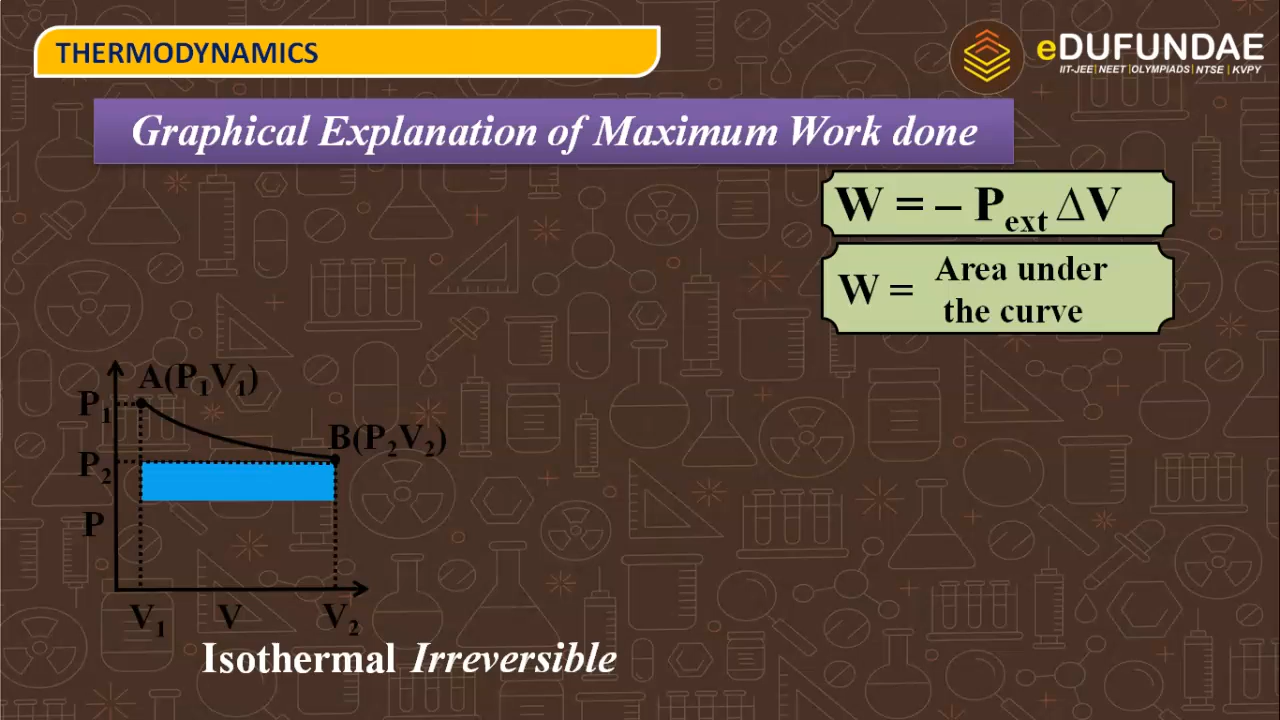 THERMODYNAMICS
eDUFUNDAE
IIT-JEE| NEET |OLYMPIADS| NTSE | KVPY
Graphical Explanation of Maximum Work done
W = – Pext ΔV
W = Area under
the curve
A(P1V1)
P1
B(P2V2)
P2
P
V1 V V2
Isothermal Irreversible